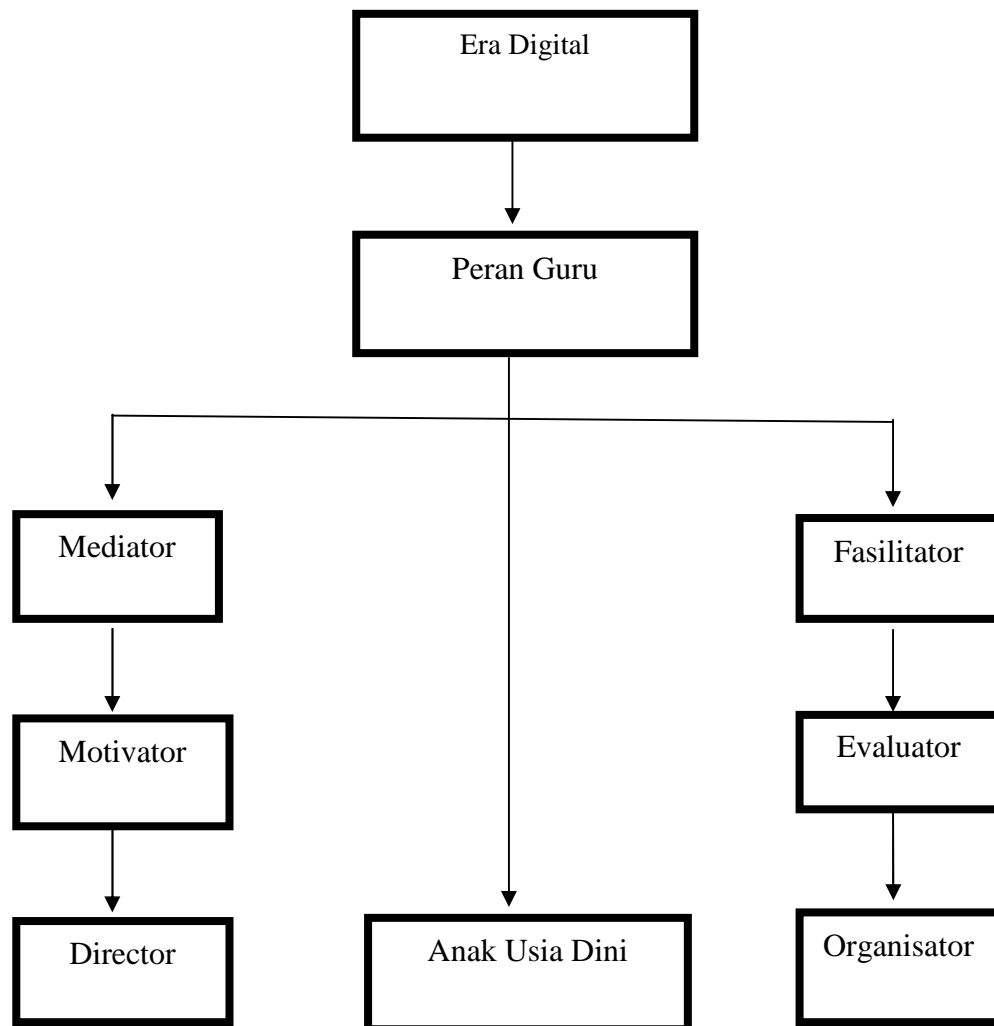 Era Digital
Peran Guru
Mediator
Fasilitator
Motivator
Evaluator
Director
Anak Usia Dini
Organisator